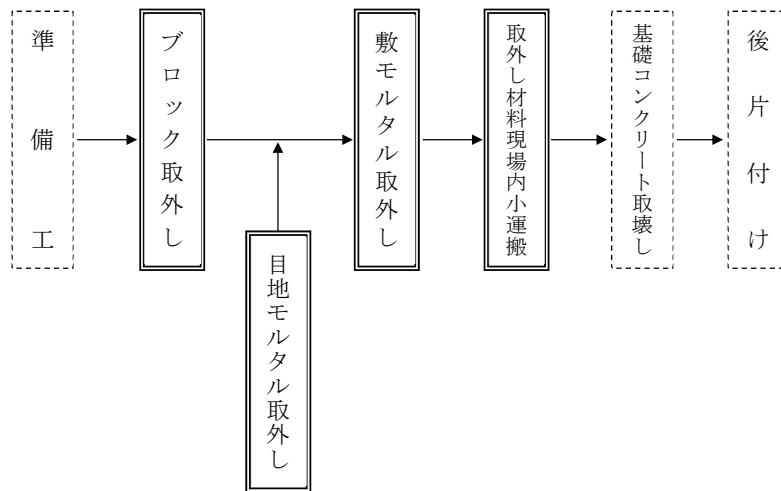 準備工
ブロック取外し
目地モルタル取外し
敷モルタル取外し
取外し材料現場内小運搬
基礎コンクリート取壊し
後片付け